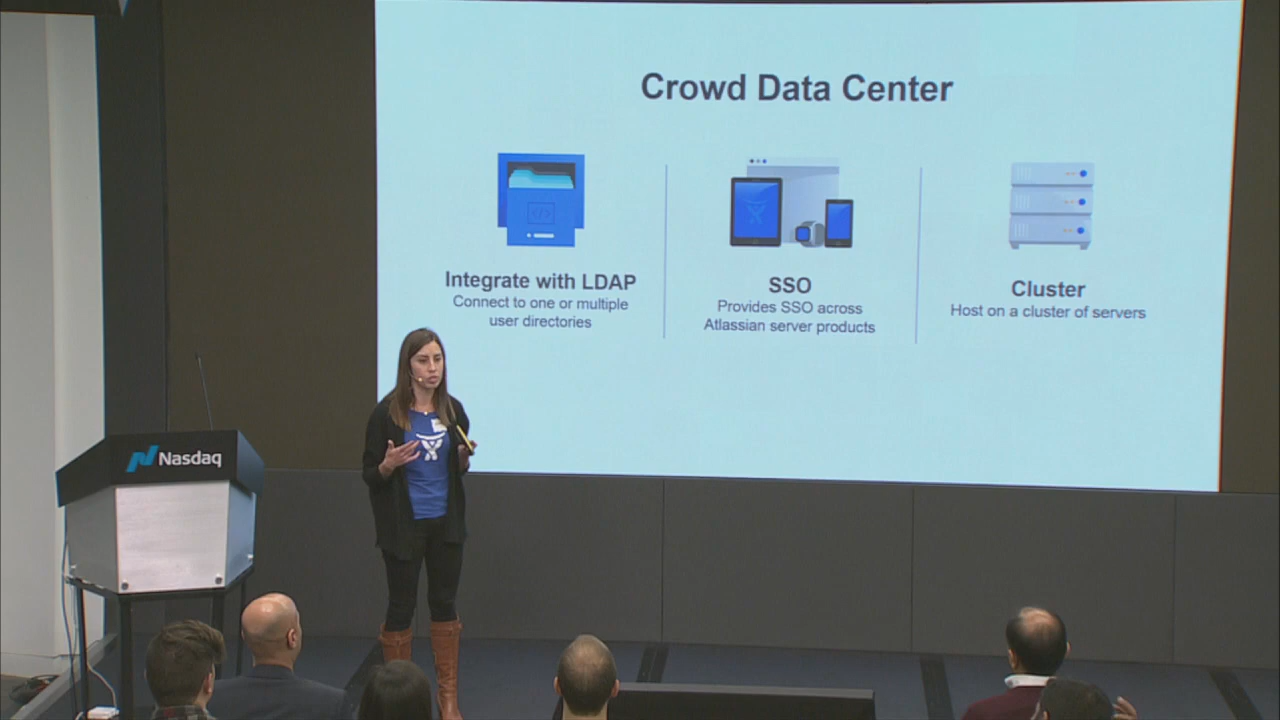 Crowd Data Center
Integrate with LDAP
Connect to one or multiple
user directories
SSO
Provides SSO across
Atlassian server products
Cluster
Host on a cluster of servers
Nasdaq